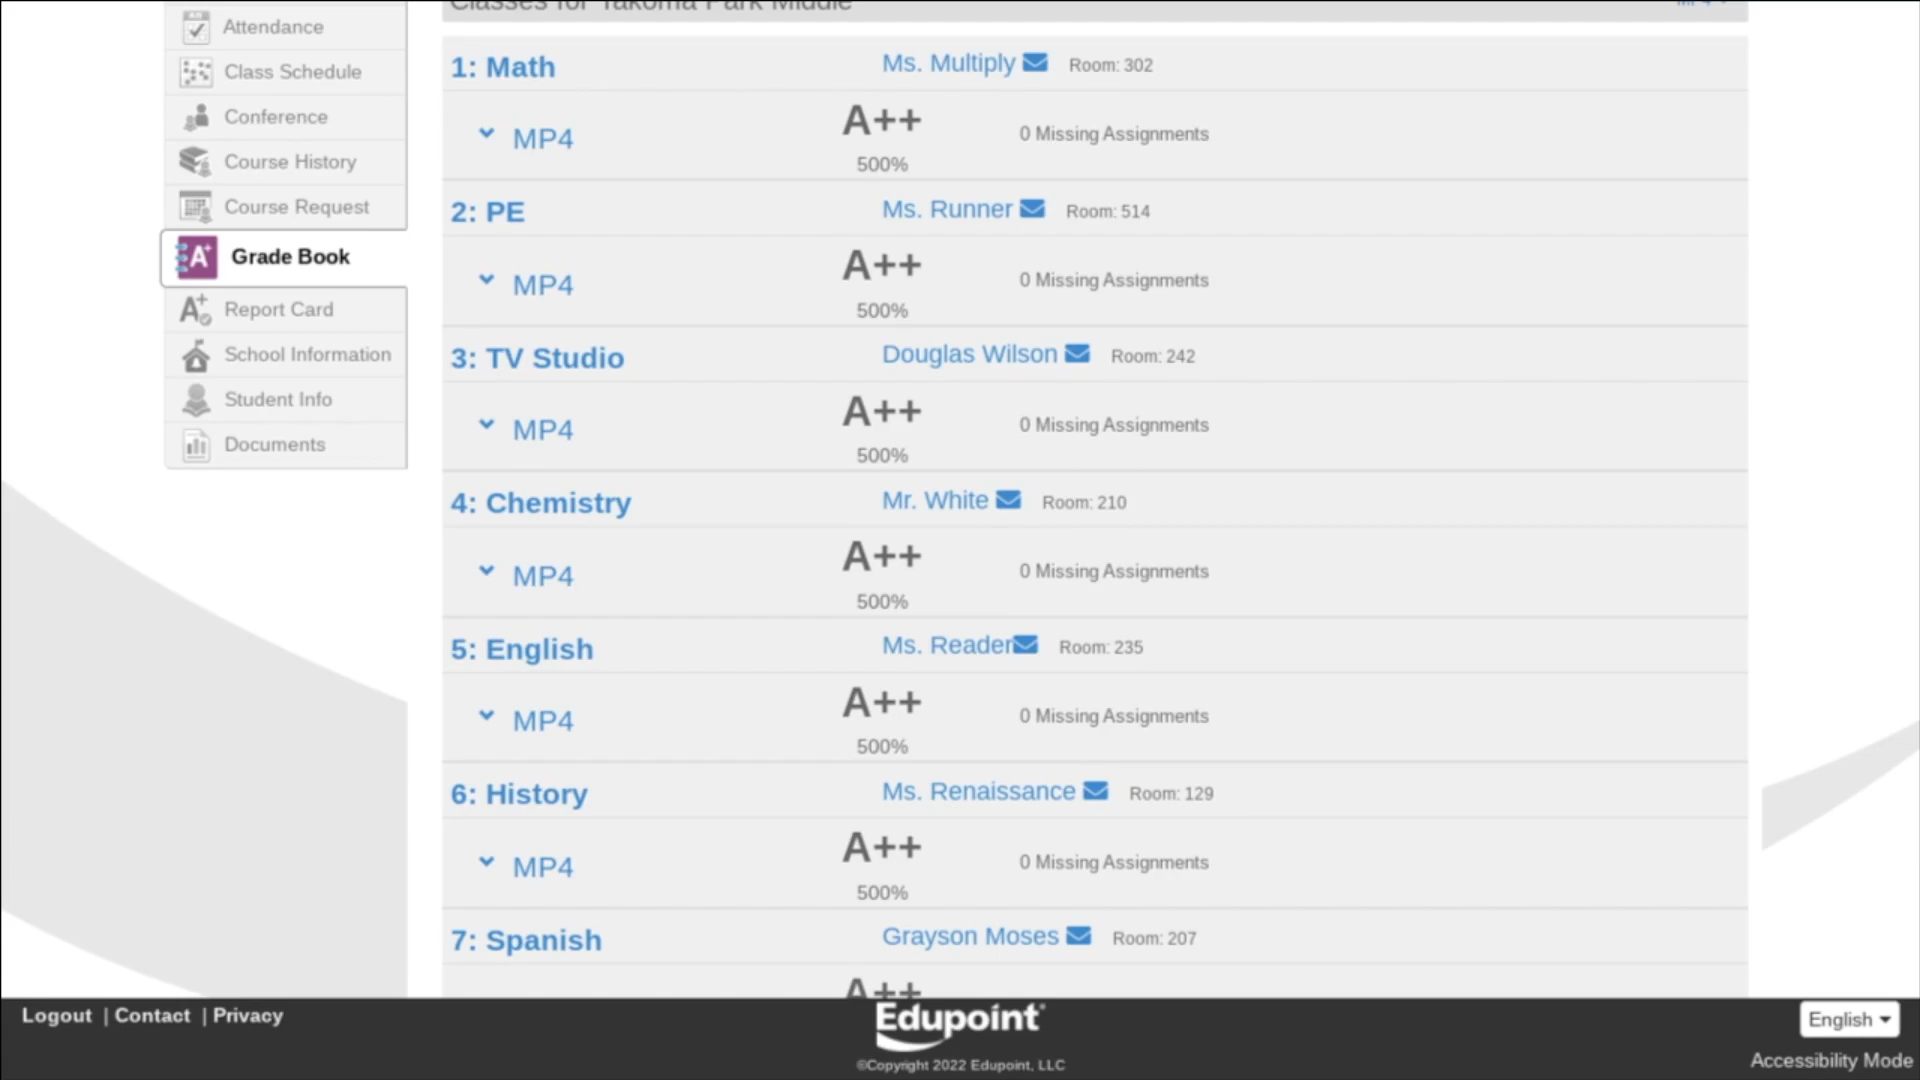 Classes for Takoma Park Middle
Attendance
Class Schedule
Conference
Course History
Course Request
Grade Book
Report Card
School Information
Student Info
Documents
1: Math Ms. Multiply Room: 302
MP4 A++ 0 Missing Assignments
500%
2: PE Ms. Runner Room: 514
MP4 A++ 0 Missing Assignments
500%
3: TV Studio Douglas Wilson Room: 242
MP4 A++ 0 Missing Assignments
500%
4: Chemistry Mr. White Room: 210
MP4 A++ 0 Missing Assignments
500%
5: English Ms. Reader Room: 235
MP4 A++ 0 Missing Assignments
500%
6: History Ms. Renaissance Room: 129
MP4 A++ 0 Missing Assignments
500%
7: Spanish Grayson Moses Room: 207
A++
Logout | Contact | Privacy
Edupoint
©Copyright 2022 Edupoint, LLC
English
Accessibility Mode